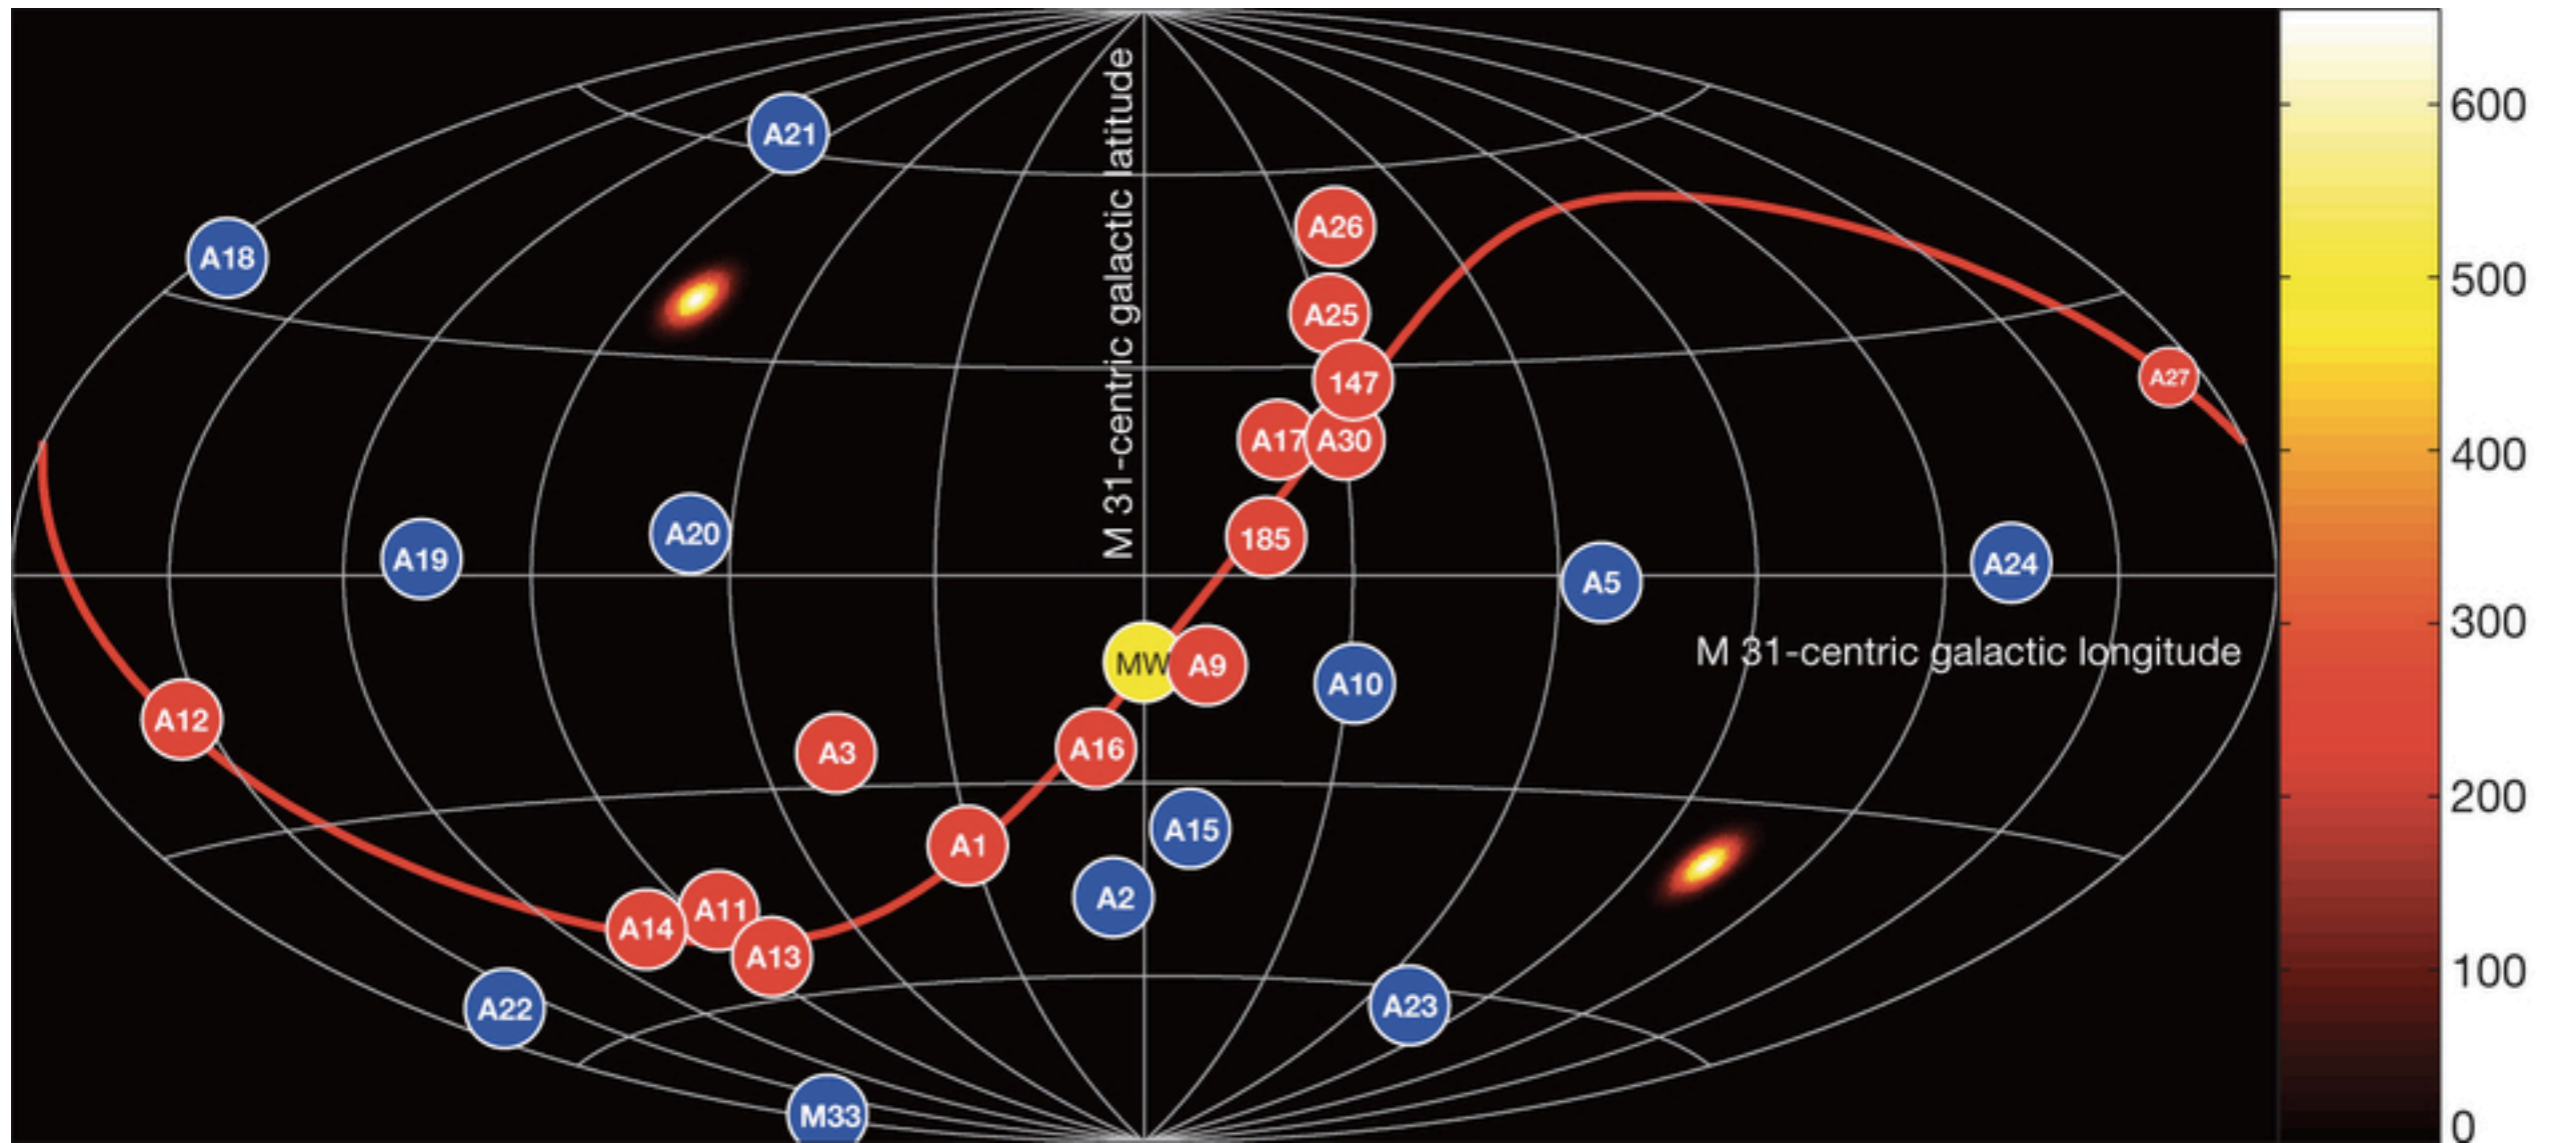 A21
A18
A26
A25
147
A27
A17
A30
185
A19
A20
A5
A24
M 31-centric galactic latitude
M 31-centric galactic longitude
MW
A9
A10
A12
A3
A16
A1
A15
A2
A14
A11
A13
A22
A23
M33
600
500
400
300
200
100
0